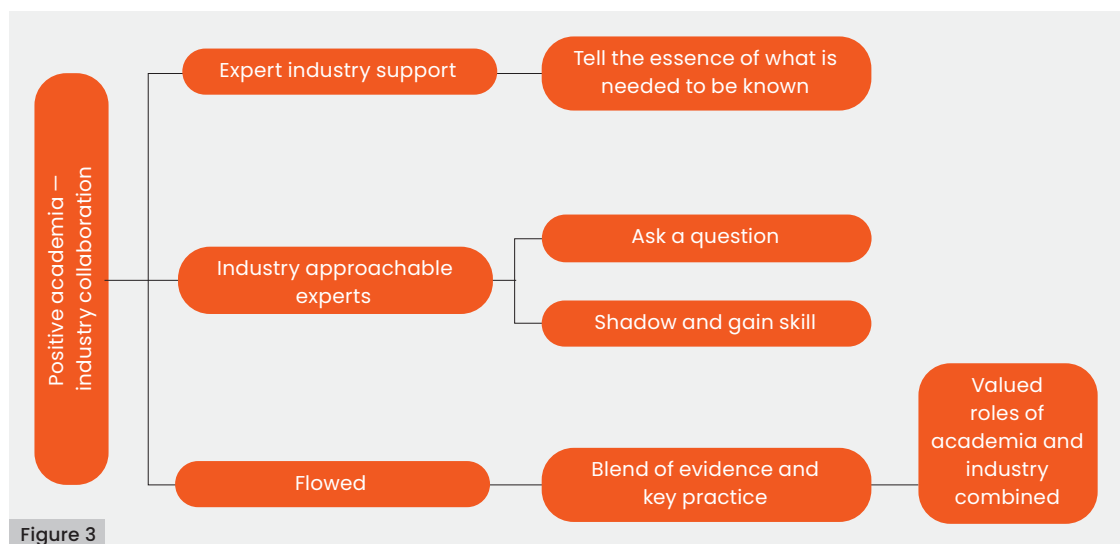 Positive academia —
industry collaboration
Expert industry support
Tell the essence of what is
needed to be known
Industry approachable
experts
Ask a question
Shadow and gain skill
Flowed
Blend of evidence and
key practice
Valued
roles of
academia and
industry
combined
Figure 3